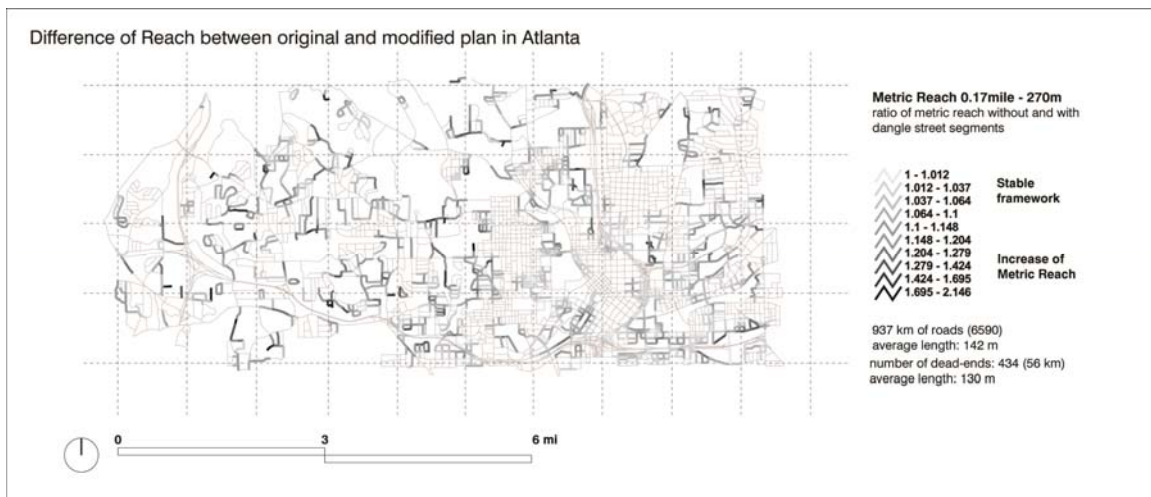 Difference of Reach between original and modified plan in Atlanta
Metric Reach 0.17mile - 270m
ratio of metric reach without and with
dangle street segments
1 - 1.012
1.012 - 1.037
1.037 - 1.064
1.064 - 1.1
1.1 - 1.148
1.148 - 1.204
1.204 - 1.279
1.279 - 1.424
1.424 - 1.695
1.695 - 2.146
Stable
framework
Increase of
Metric Reach
937 km of roads (6590)
average length: 142 m
number of dead-ends: 434 (56 km)
average length: 130 m
0 3 6 mi